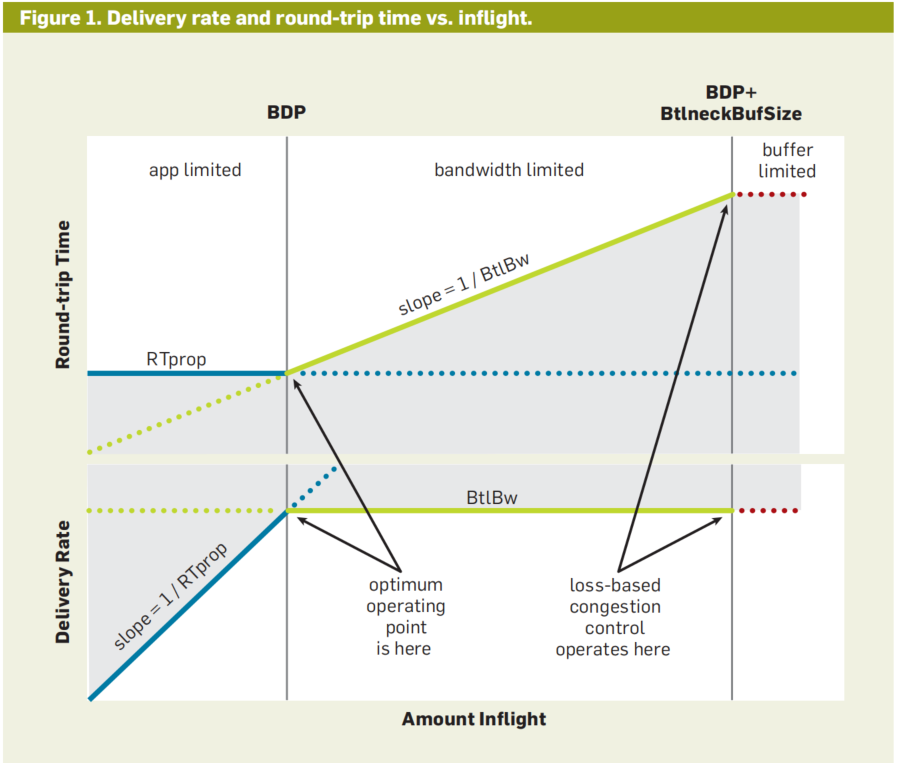 Figure 1. Delivery rate and round-trip time vs. inflight.
BDP
BDP+
BtlneckBufSize
app limited
bandwidth limited
buffer
limited
Round-trip Time
RTprop
slope = 1 / BtlBw
Delivery Rate
slope = 1 / RTprop
BtlBw
optimum
operating
point
is here
loss-based
congestion
control
operates here
Amount Inflight